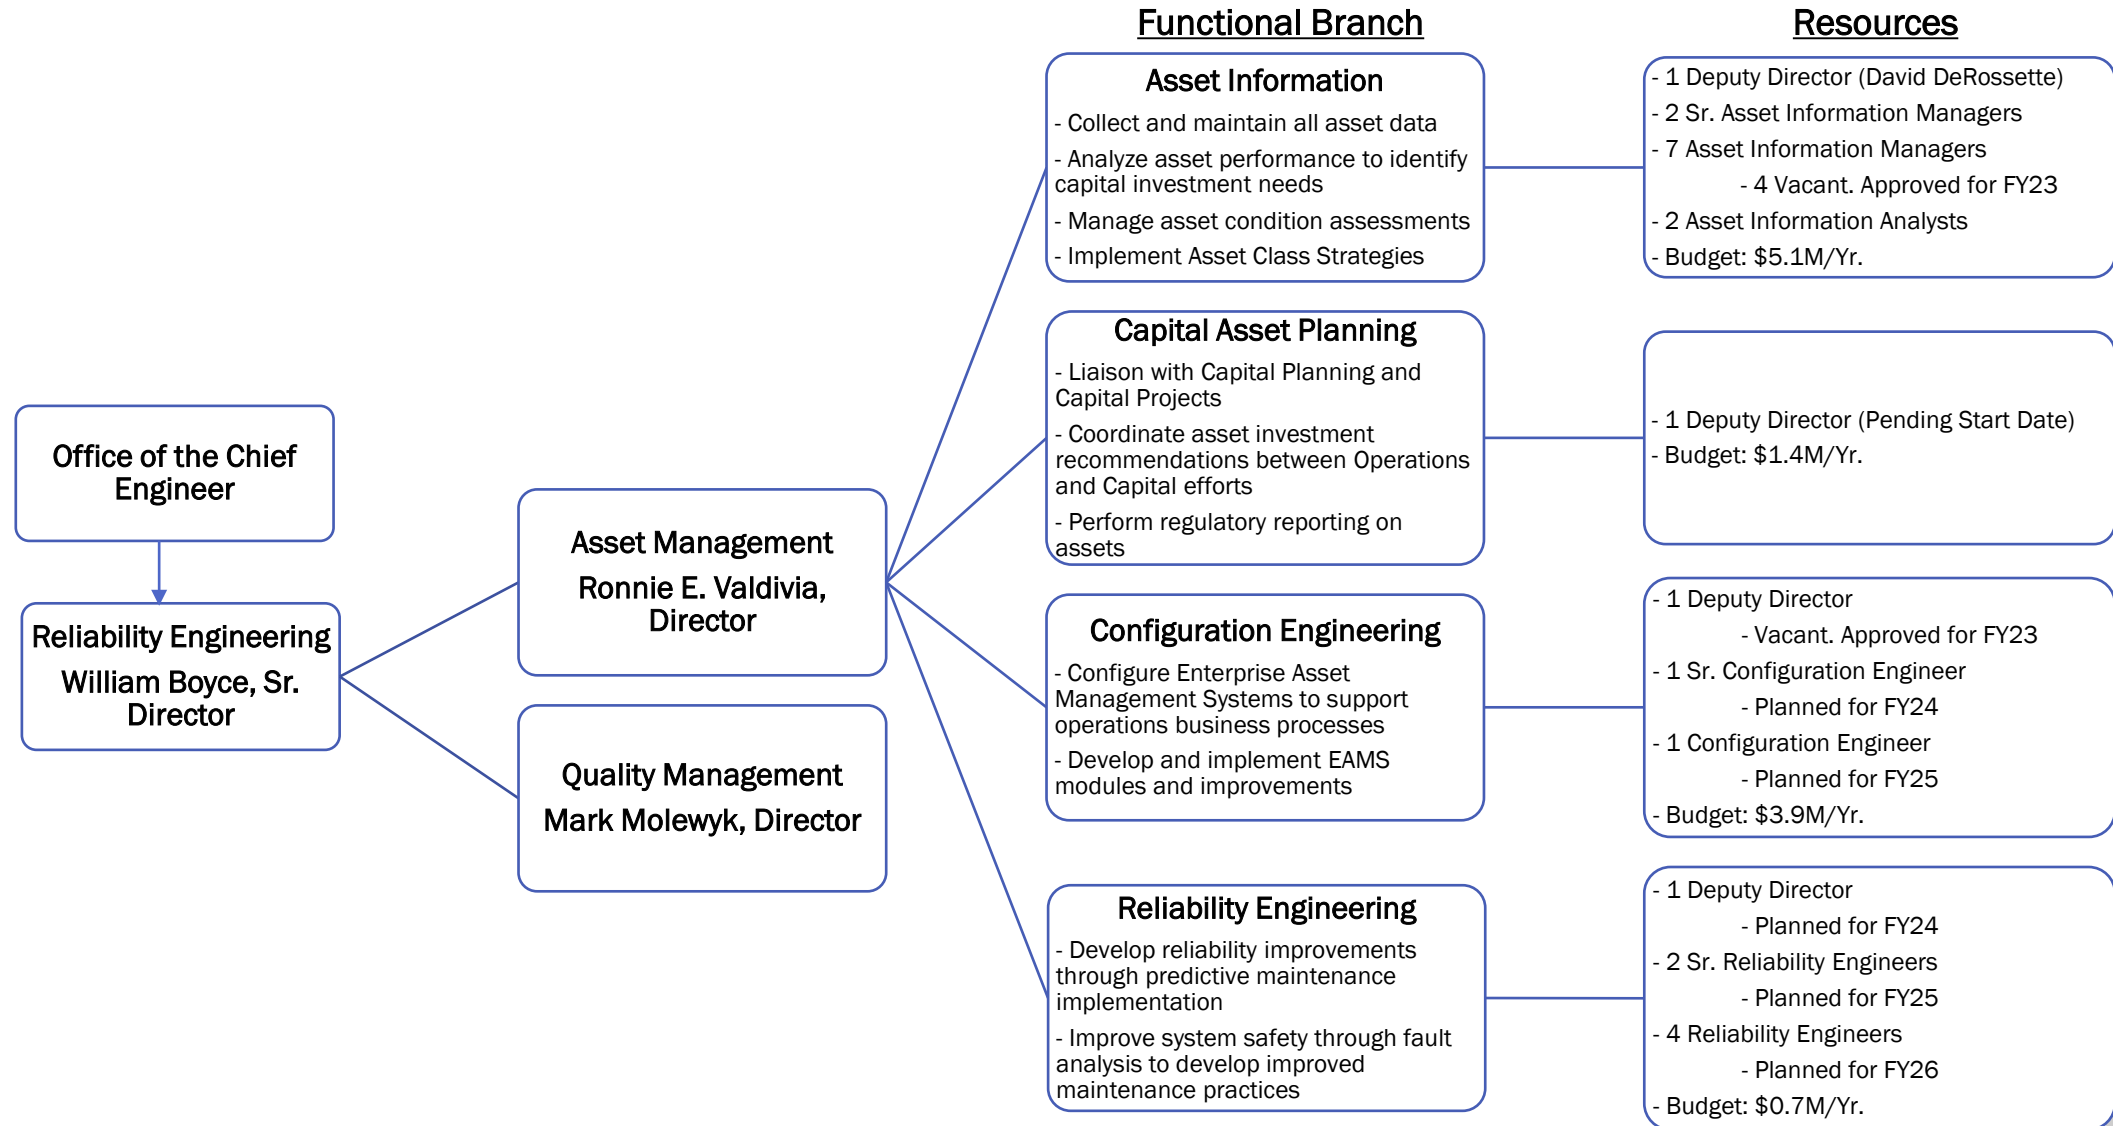 Functional Branch
Resources
Office of the Chief
Engineer
Reliability Engineering
William Boyce, Sr.
Director
Asset Management
Ronnie E. Valdivia,
Director
Quality Management
Mark Molewyk, Director
Asset Information
- Collect and maintain all asset data
- Analyze asset performance to identify
capital investment needs
- Manage asset condition assessments
- Implement Asset Class Strategies
- 1 Deputy Director (David DeRossette)
- 2 Sr. Asset Information Managers
- 7 Asset Information Managers
- 4 Vacant. Approved for FY23
- 2 Asset Information Analysts
- Budget: $5.1M/Yr.
Capital Asset Planning
- Liaison with Capital Planning and
Capital Projects
- Coordinate asset investment
recommendations between Operations
and Capital efforts
- Perform regulatory reporting on
assets
- 1 Deputy Director (Pending Start Date)
- Budget: $1.4M/Yr.
Configuration Engineering
- Configure Enterprise Asset
Management Systems to support
operations business processes
- Develop and implement EAMS
modules and improvements
- 1 Deputy Director
- Vacant. Approved for FY23
- 1 Sr. Configuration Engineer
- Planned for FY24
- 1 Configuration Engineer
- Planned for FY25
- Budget: $3.9M/Yr.
Reliability Engineering
- Develop reliability improvements
through predictive maintenance
implementation
- Improve system safety through fault
analysis to develop improved
maintenance practices
- 1 Deputy Director
- Planned for FY24
- 2 Sr. Reliability Engineers
- Planned for FY25
- 4 Reliability Engineers
- Planned for FY26
- Budget: $0.7M/Yr.